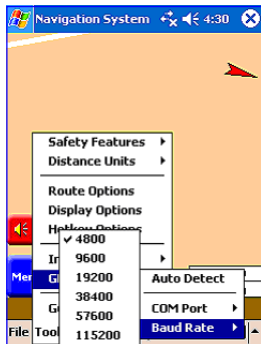 Navigation System 4:30
Safety Features
Distance Units
Route Options
Display Options
Hotkey Options
4800
9600
19200
38400
57600
115200
Auto Detect
COM Port
Baud Rate
File